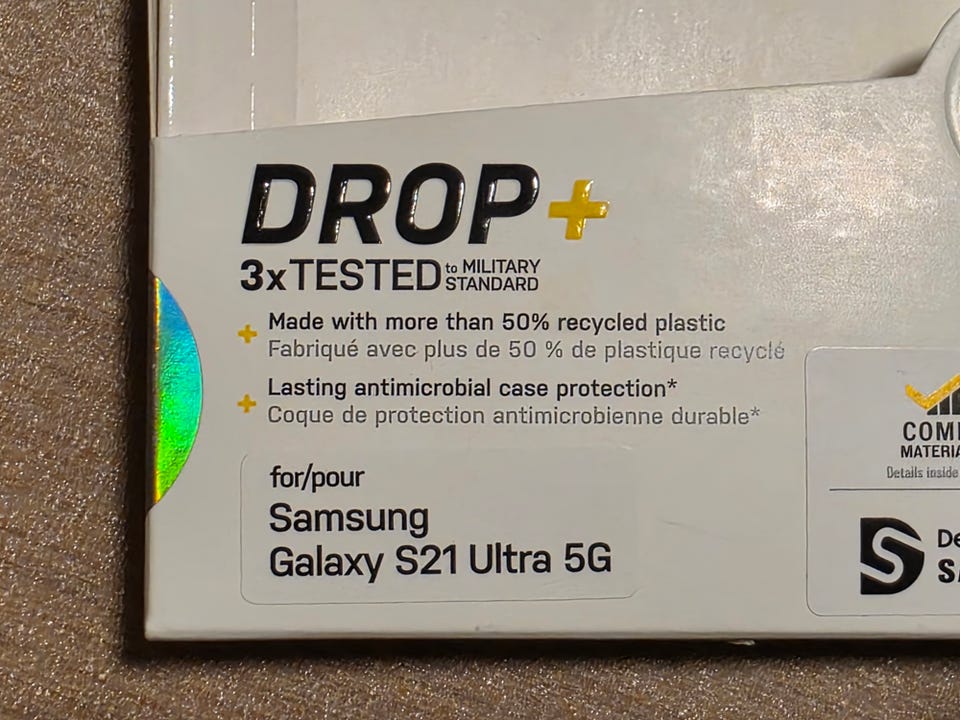 DROP+
3xTESTED to MILITARY STANDARD
Made with more than 50% recycled plastic
Fabriqué avec plus de 50 % de plastique recyclé
Lasting antimicrobial case protection*
Coque de protection antimicrobienne durable*
for/pour
Samsung
Galaxy S21 Ultra 5G
Details inside